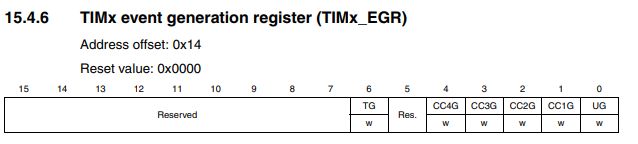 15.4.6 TIMx event generation register (TIMx_EGR)
Address offset: 0x14
Reset value: 0x0000
15 14 13 12 11 10 9 8 7 6 5 4 3 2 1 0
Reserved TG Res. CC4G CC3G CC2G CC1G UG
w w w w w w